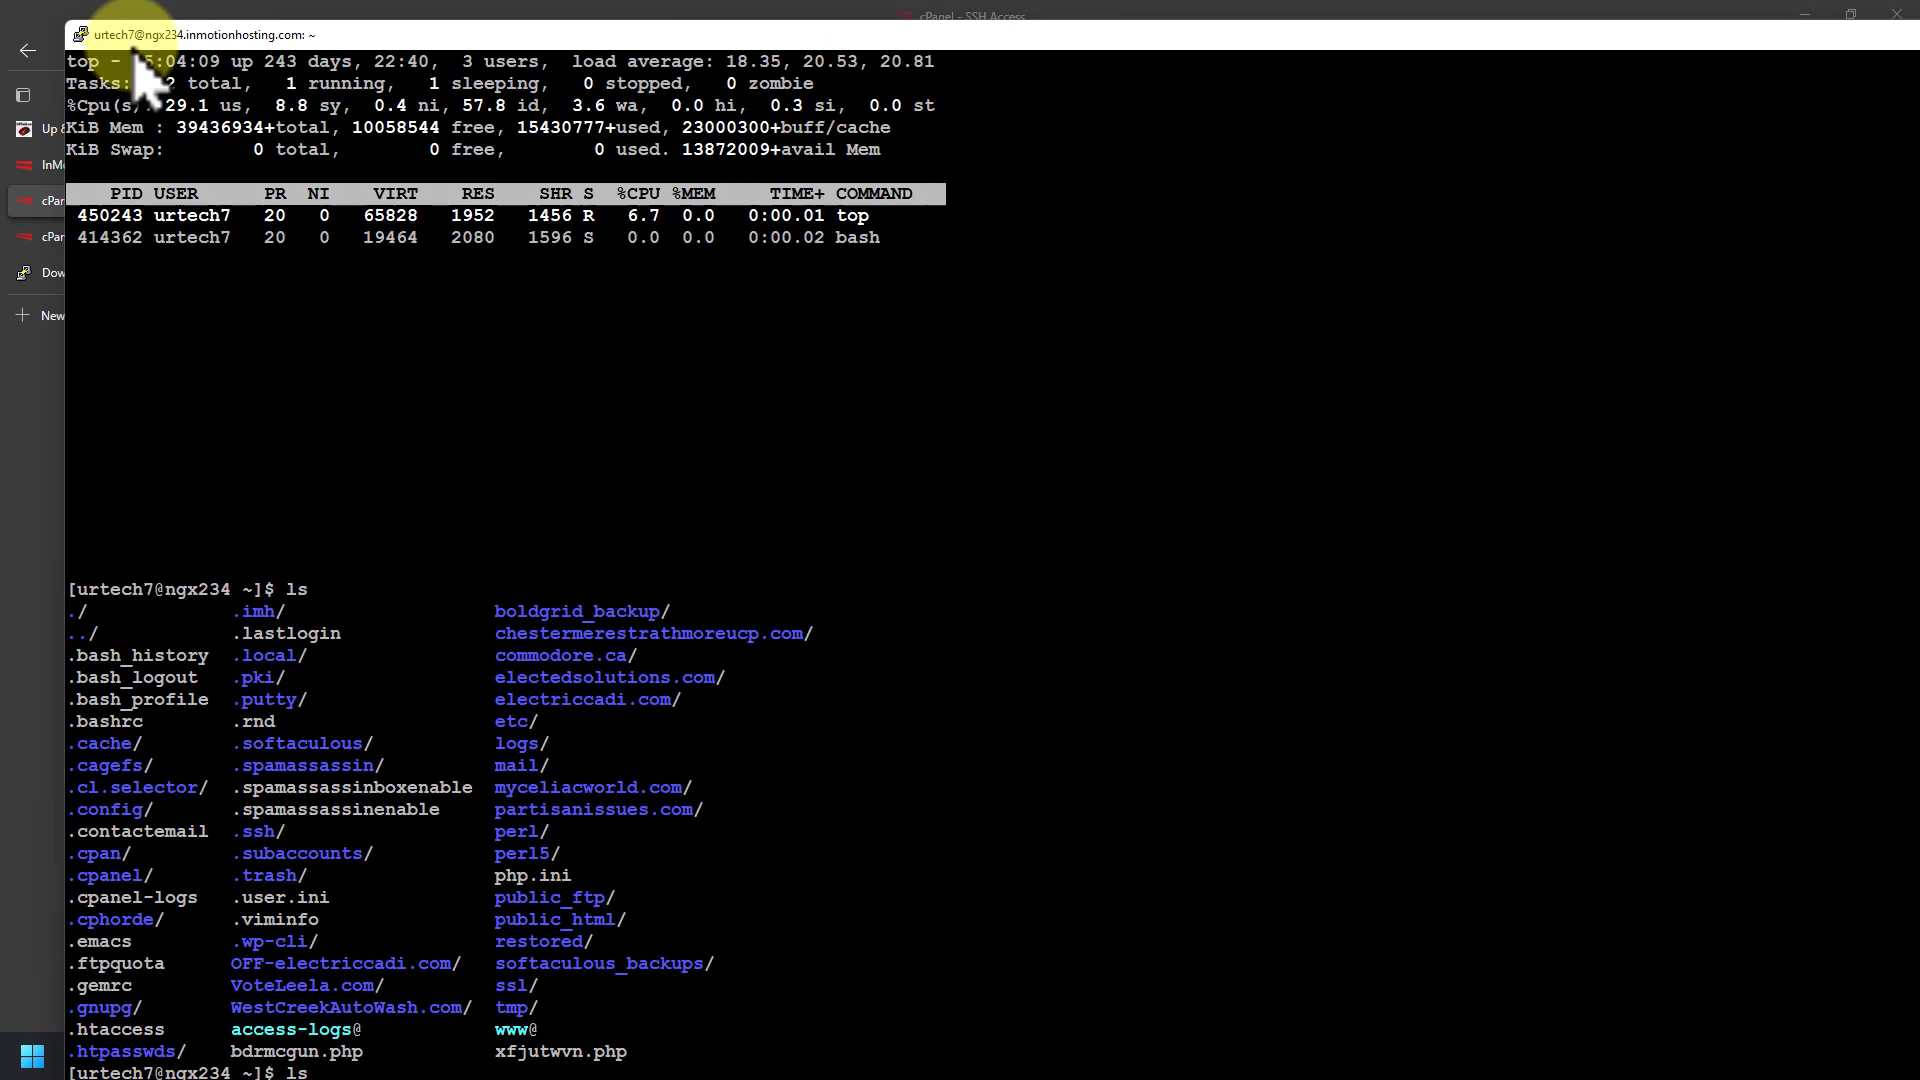 cPanel - SSH Access
urtech7@ngx234.inmotionhosting.com: ~
top - 5:04:09 up 243 days, 22:40, 3 users, load average: 18.35, 20.53, 20.81
Tasks: 2 total, 1 running, 1 sleeping, 0 stopped, 0 zombie
%Cpu(s): 29.1 us, 8.8 sy, 0.4 ni, 57.8 id, 3.6 wa, 0.0 hi, 0.3 si, 0.0 st
KiB Mem : 39436934+total, 10058544 free, 15430777+used, 23000300+buff/cache
KiB Swap: 0 total, 0 free, 0 used. 13872009+avail Mem
PID USER PR NI VIRT RES SHR S %CPU %MEM TIME+ COMMAND
450243 urtech7 20 0 65828 1952 1456 R 6.7 0.0 0:00.01 top
414362 urtech7 20 0 19464 2080 1596 S 0.0 0.0 0:00.02 bash
Up &
InMo
cPan
cPan
Dow
New
[urtech7@ngx234 ~]$ ls
./ .imh/ boldgrid_backup/
../ .lastlogin chestermerestrathmoreucp.com/
.bash_history .local/ commodore.ca/
.bash_logout .pki/ electedsolutions.com/
.bash_profile .putty/ electriccadi.com/
.bashrc .rnd etc/
.cache/ .softaculous/ logs/
.cagefs/ .spamassassin/ mail/
.cl.selector/ .spamassassinboxenable myceliacworld.com/
.config/ .spamassassinenable partisanissues.com/
.contactemail .ssh/ perl/
.cpan/ .subaccounts/ perl5/
.cpanel/ .trash/ php.ini
.cpanel-logs .user.ini public_ftp/
.cphorde/ .viminfo public_html/
.emacs .wp-cli/ restored/
.ftpquota OFF-electriccadi.com/ softaculous_backups/
.gemrc VoteLeela.com/ ssl/
.gnupg/ WestCreekAutoWash.com/ tmp/
.htaccess access-logs@ www@
.htpasswds/ bdrmcgun.php xfjutwvn.php
[urtech7@ngx234 ~]$ ls